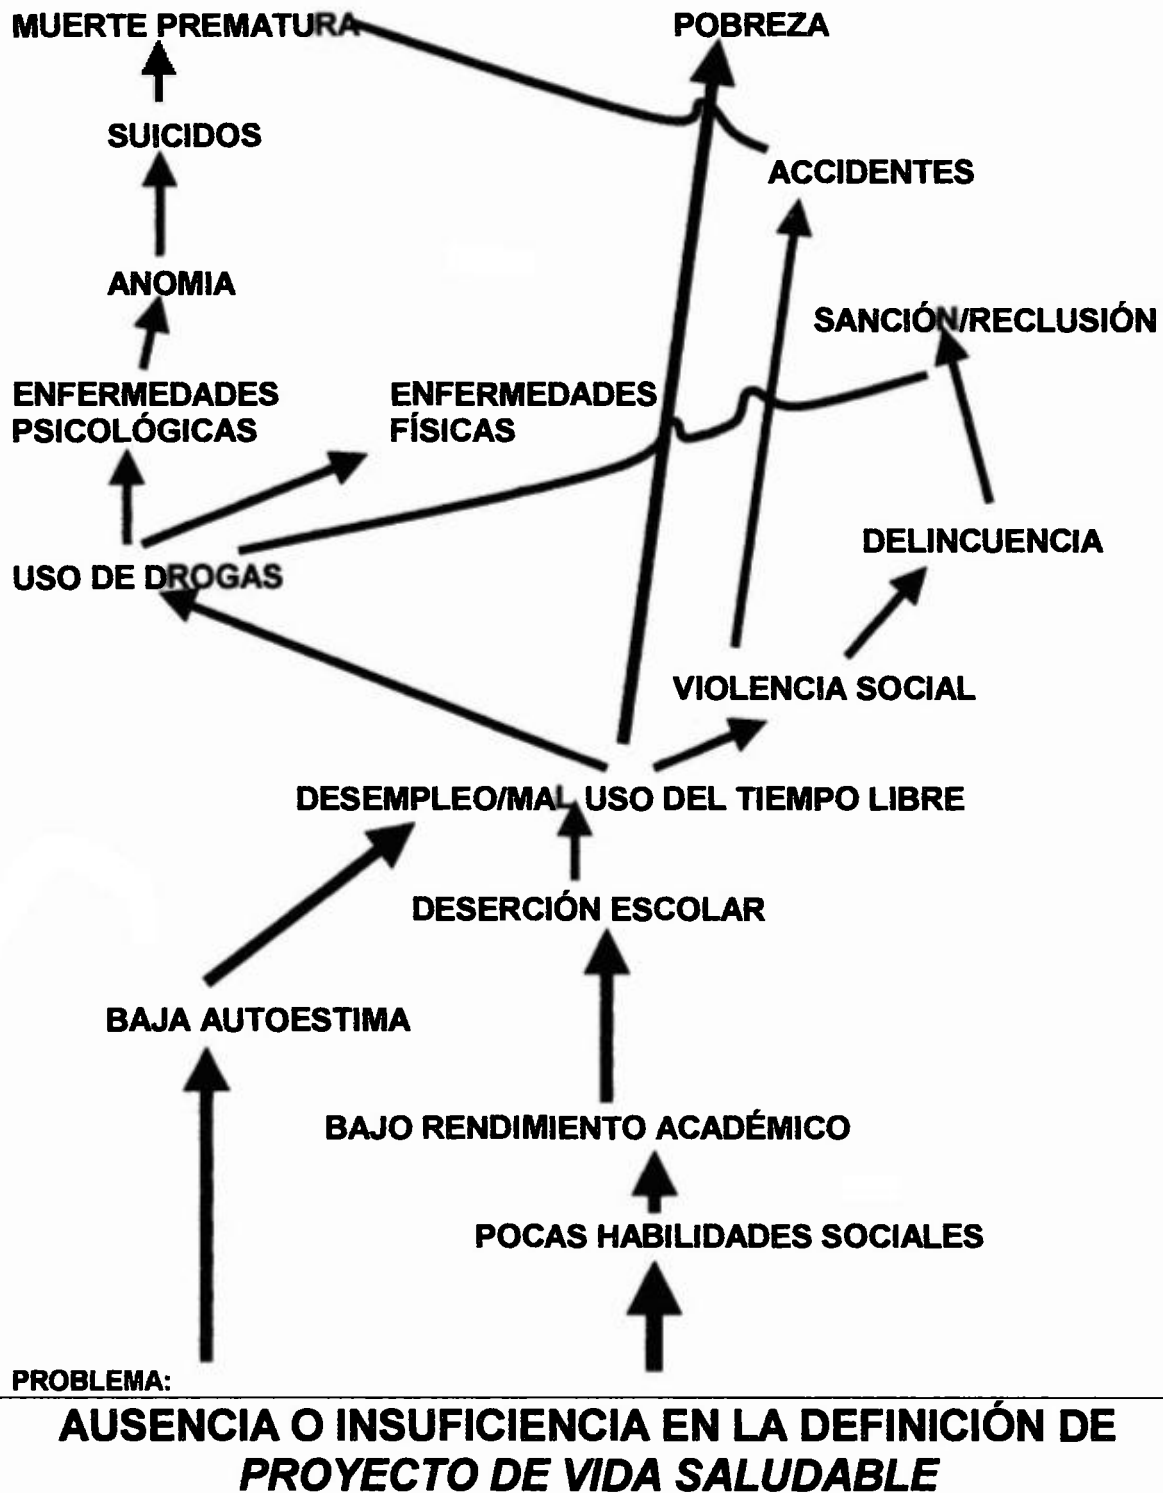 MUERTE PREMATURA
POBREZA
SUICIDOS
ACCIDENTES
ANOMIA
SANCIÓN/RECLUSIÓN
ENFERMEDADES
PSICOLÓGICAS
ENFERMEDADES
FÍSICAS
DELINCUENCIA
USO DE DROGAS
VIOLENCIA SOCIAL
DESEMPLEO/MAL USO DEL TIEMPO LIBRE
DESERCIÓN ESCOLAR
BAJA AUTOESTIMA
BAJO RENDIMIENTO ACADÉMICO
POCAS HABILIDADES SOCIALES
PROBLEMA:
AUSENCIA O INSUFICIENCIA EN LA DEFINICIÓN DE
PROYECTO DE VIDA SALUDABLE